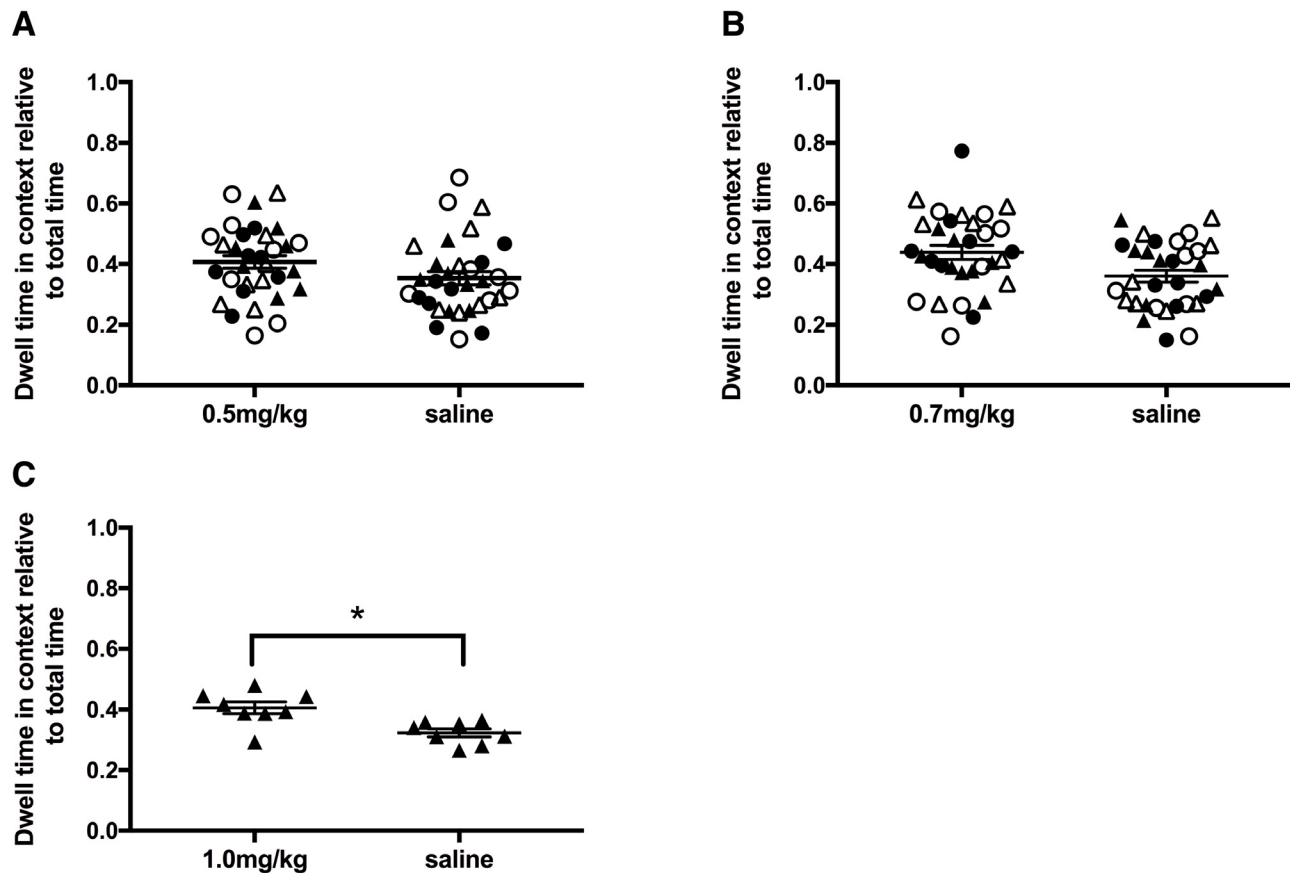 A
Dwell time in context relative
to total time
1.0
0.8
0.6
0.4
0.2
0.0
0.5mg/kg
saline
B
Dwell time in context relative
to total time
1.0
0.8
0.6
0.4
0.2
0.0
0.7mg/kg
saline
C
Dwell time in context relative
to total time
1.0
0.8
0.6
0.4
0.2
0.0
*
1.0mg/kg
saline